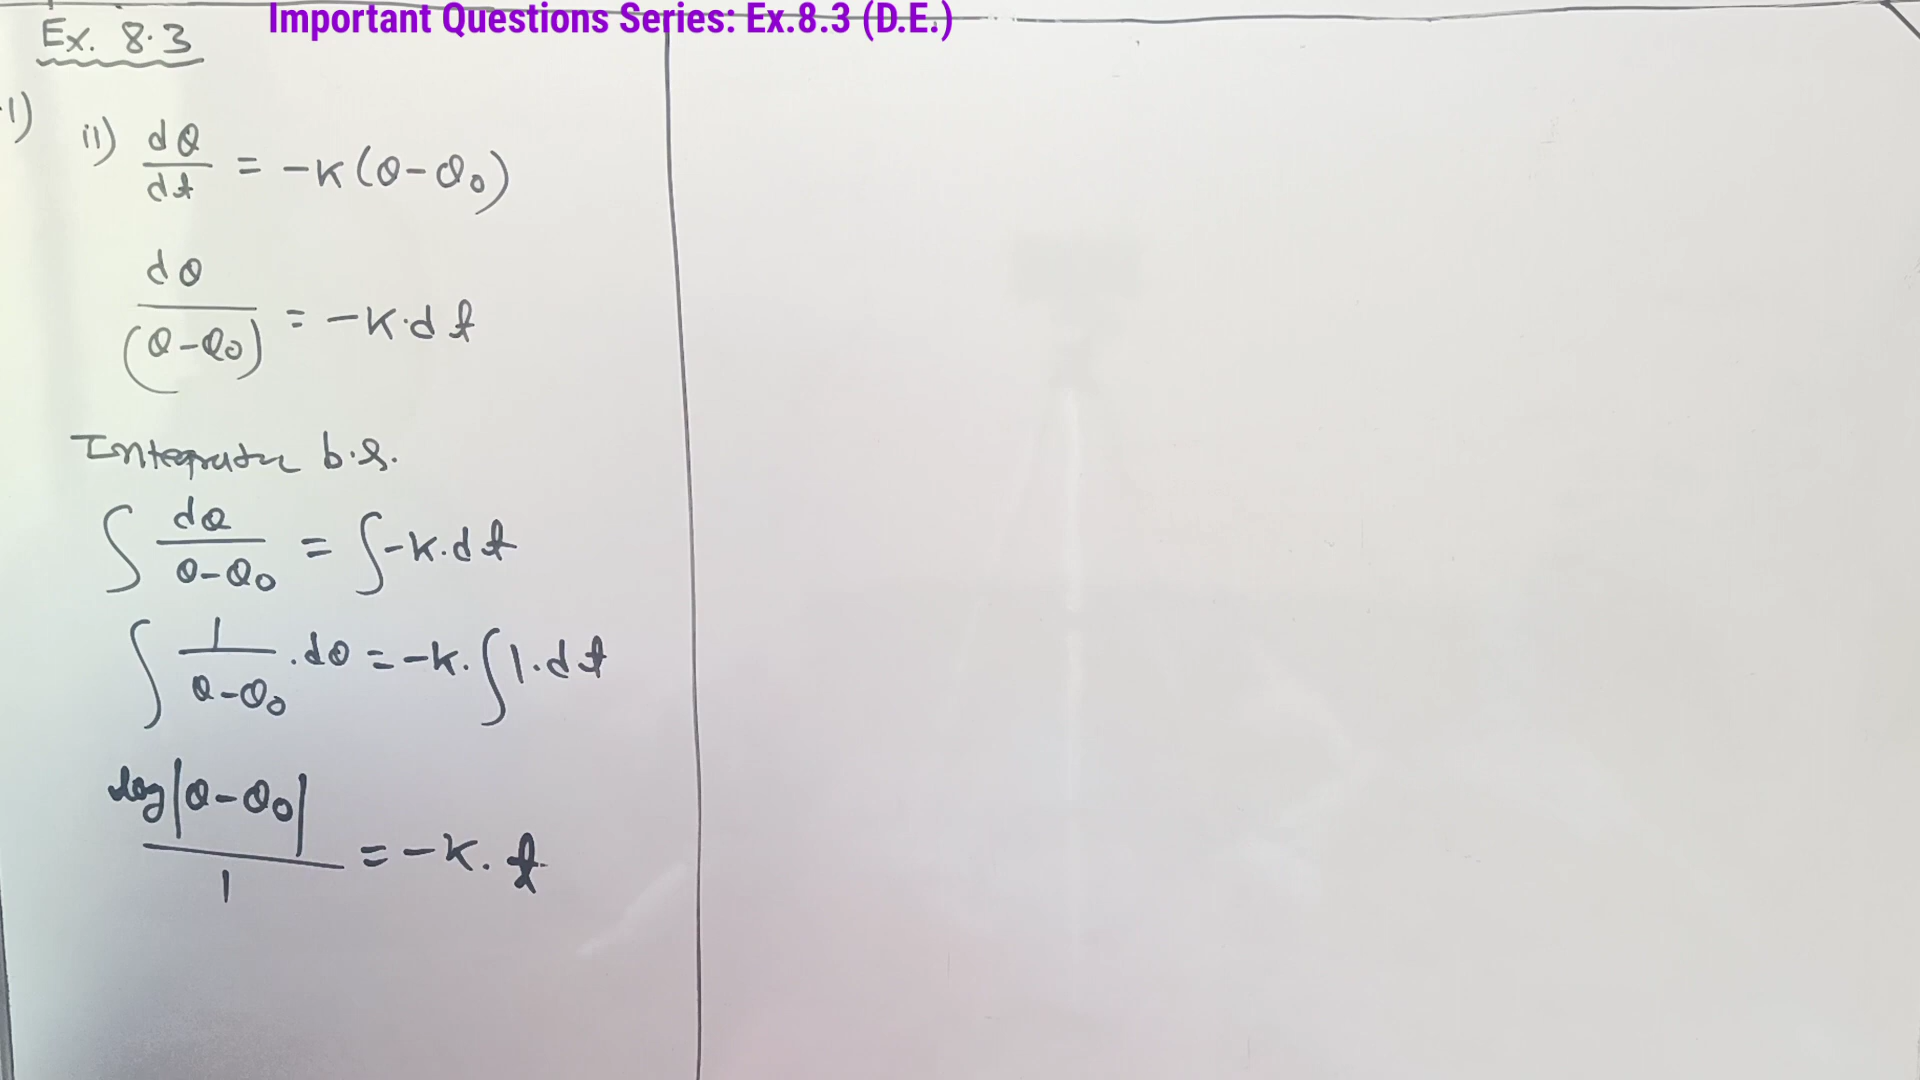 Important Questions Series: Ex.8.3 (D.E.)
Ex. 8.3
1) ii) dθ/dt = -k(θ-θ₀)
dθ/(θ-θ₀) = -k·dt
Integrate b.s.
∫ dθ/θ-θ₀ = ∫-k.dt
∫ 1/θ-θ₀ .dθ = -k.∫1.dt
log|θ-θ₀|/1 = -k. t